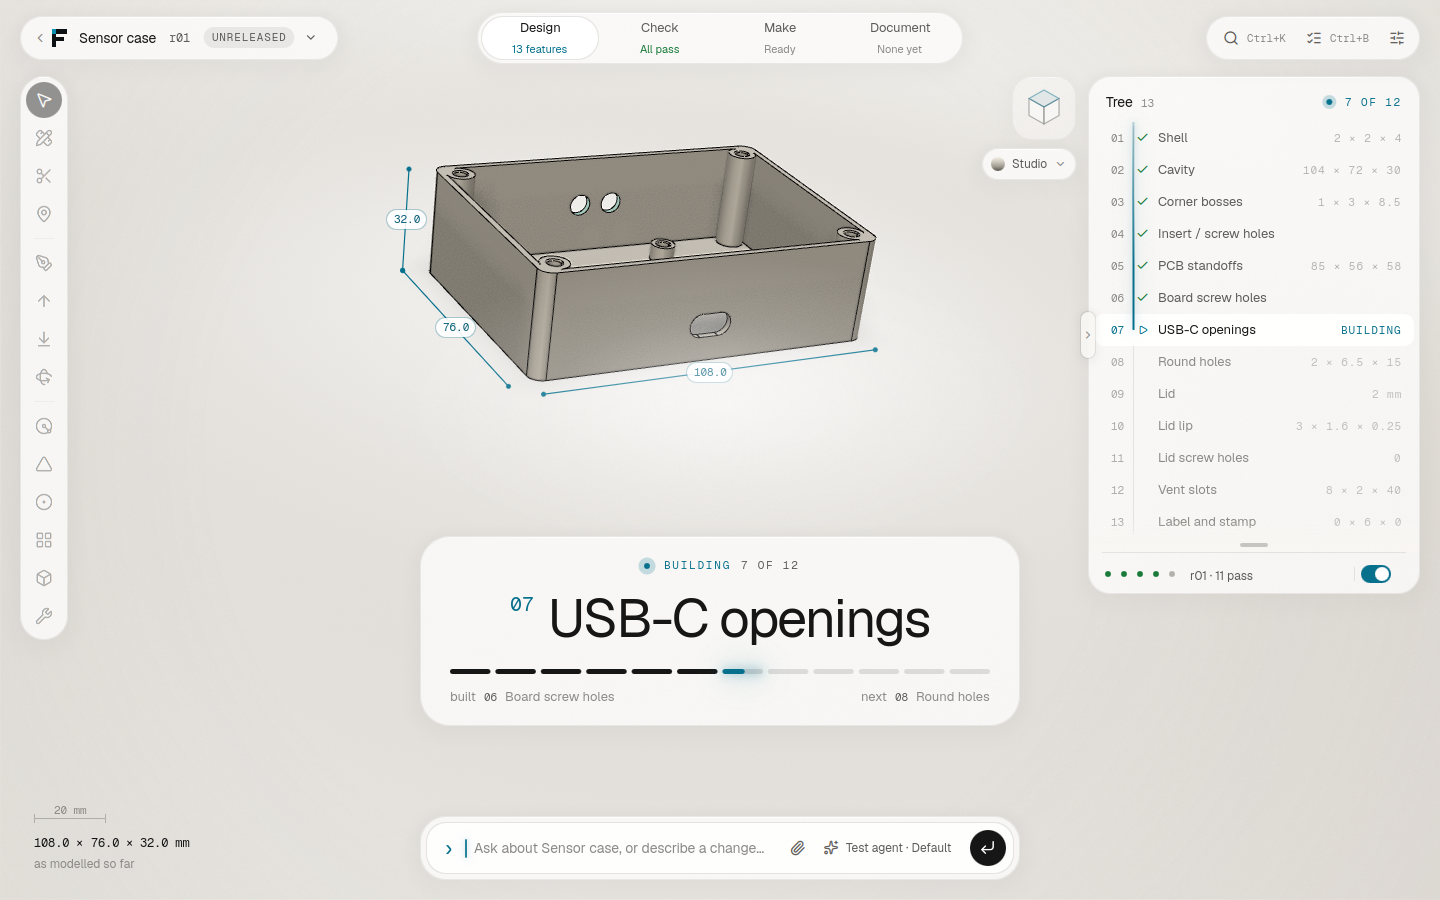 Sensor case r01 UNRELEASED
Design
13 features
Check
All pass
Make
Ready
Document
None yet
Ctrl+K
Ctrl+B
Studio
Tree 13
7 OF 12
01 Shell 2 × 2 × 4
02 Cavity 104 × 72 × 30
03 Corner bosses 1 × 3 × 8.5
04 Insert / screw holes
05 PCB standoffs 85 × 56 × 58
06 Board screw holes
07 USB-C openings BUILDING
08 Round holes 2 × 6.5 × 15
09 Lid 2 mm
10 Lid lip 3 × 1.6 × 0.25
11 Lid screw holes 0
12 Vent slots 8 × 2 × 40
13 Label and stamp 0 × 6 × 0
r01 · 11 pass
32.0
76.0
108.0
BUILDING 7 OF 12
07 USB-C openings
built 06 Board screw holes
next 08 Round holes
20 mm
108.0 × 76.0 × 32.0 mm
as modelled so far
Ask about Sensor case, or describe a change…
Test agent · Default